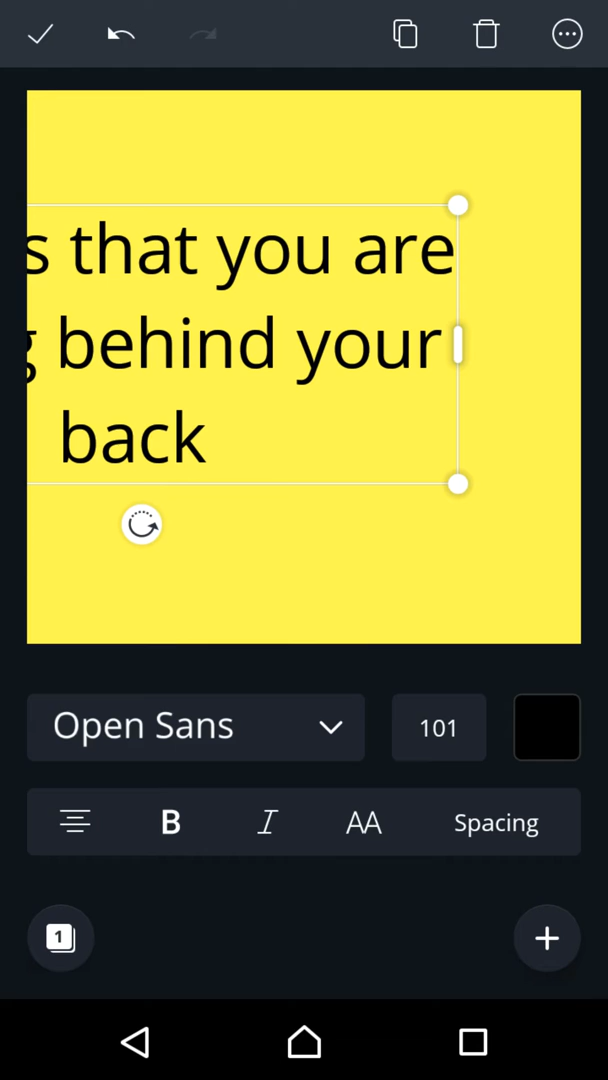 s that you are
g behind your
back
Open Sans
101
B
I
AA
Spacing
1